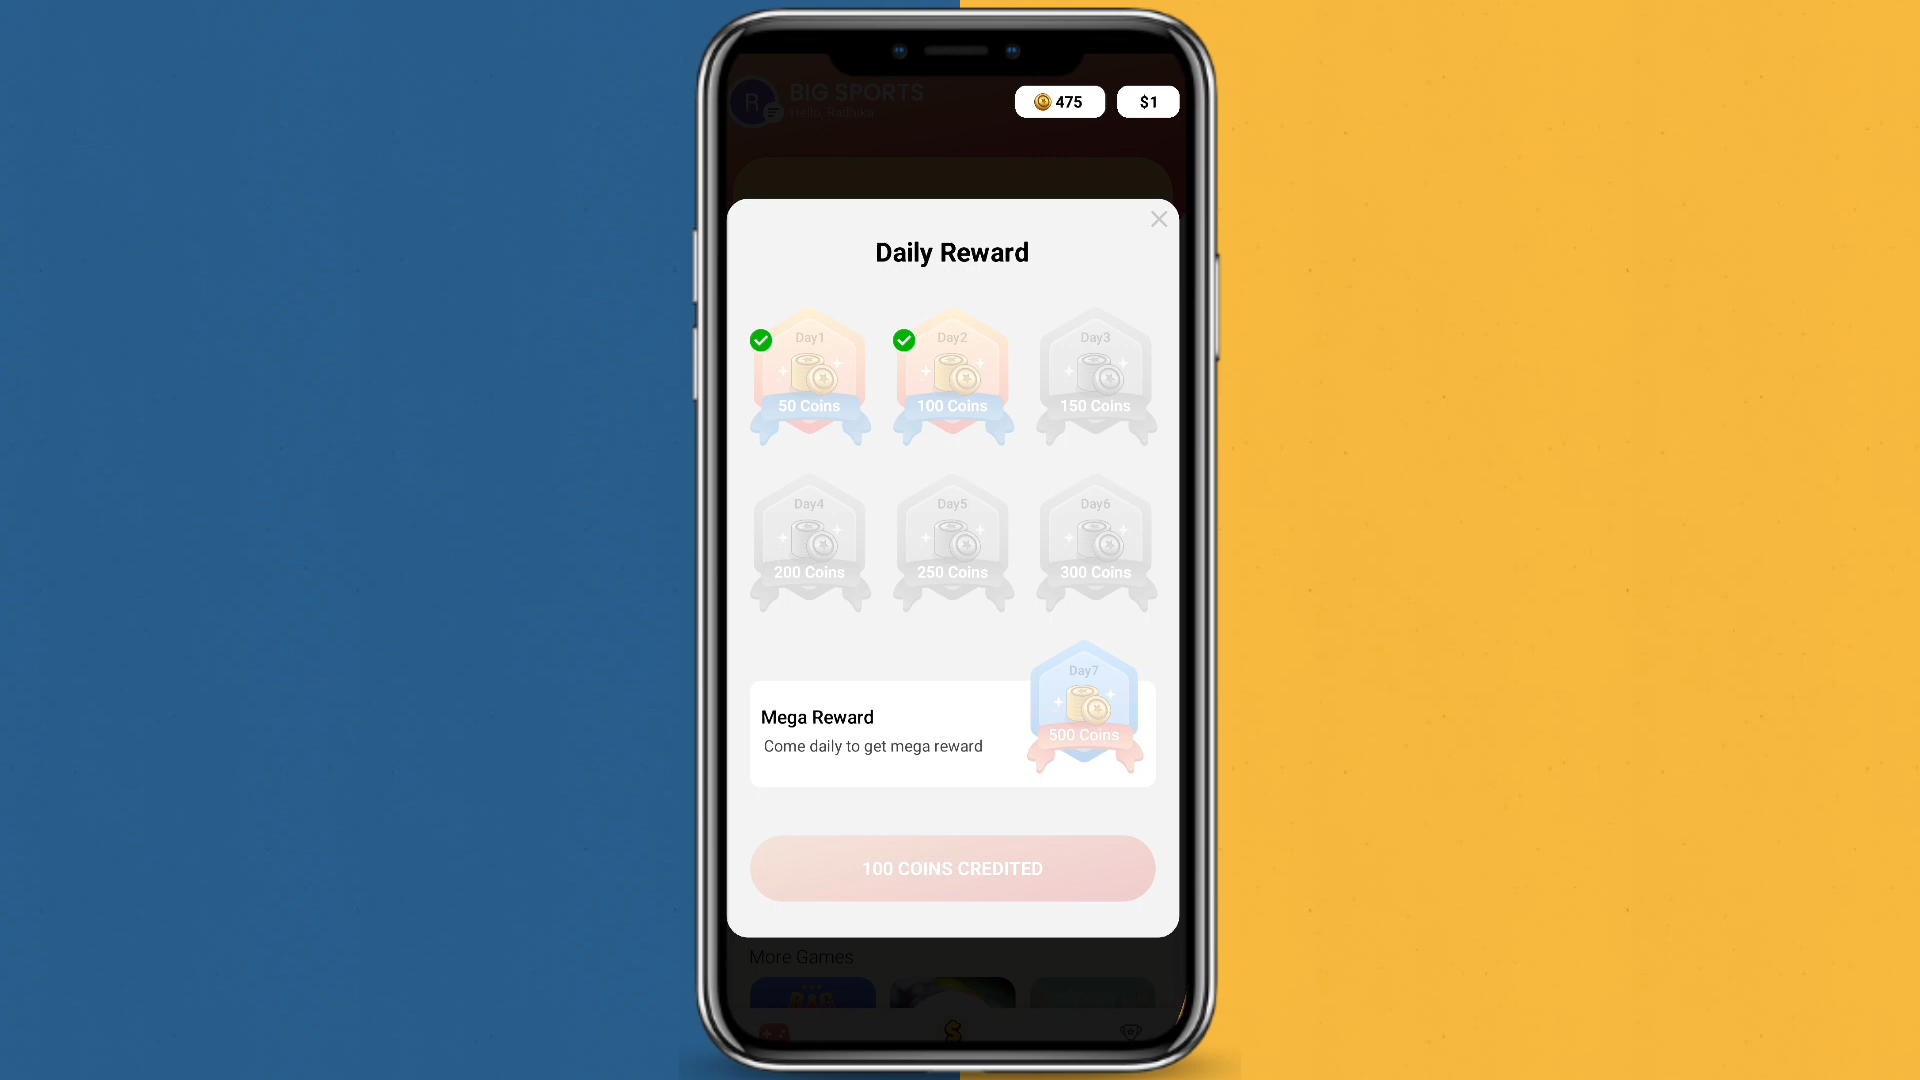 R
BIG SPORTS
Hello, Radhika
475
$1
Daily Reward
Day1
50 Coins
Day2
100 Coins
Day3
150 Coins
Day4
200 Coins
Day5
250 Coins
Day6
300 Coins
Day7
500 Coins
Mega Reward
Come daily to get mega reward
100 COINS CREDITED
More Games